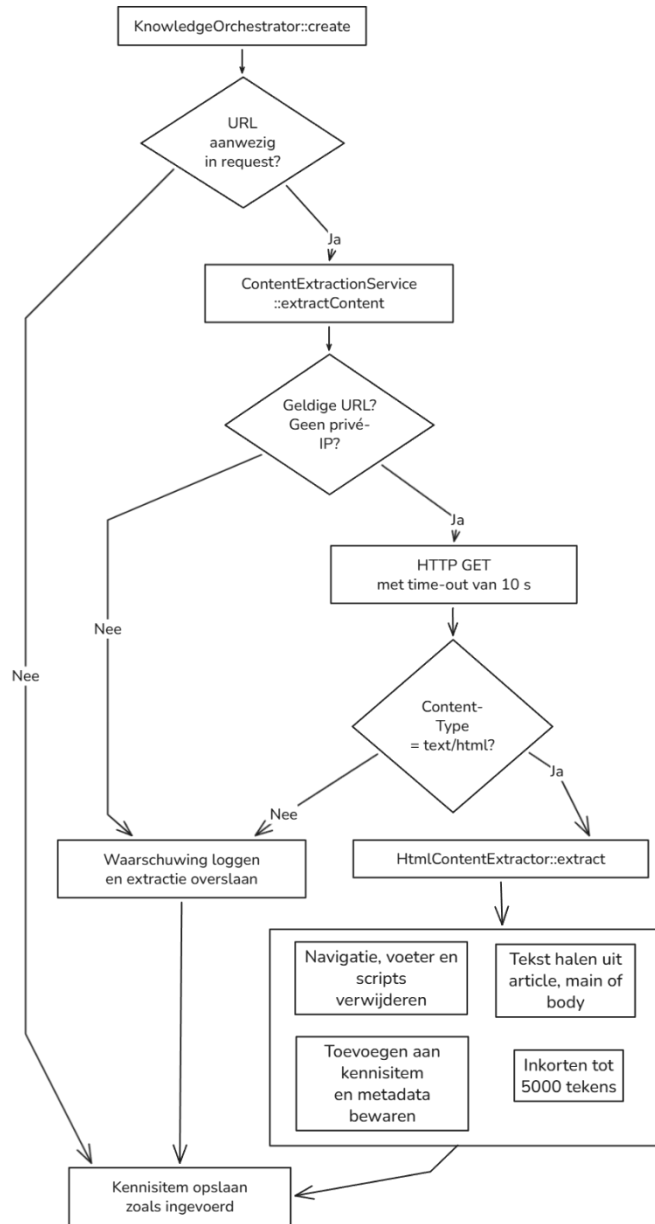 KnowledgeOrchestrator::create
URL
aanwezig
in request?
Ja
ContentExtractionService
::extractContent
Geldige URL?
Geen privé-
IP?
Ja
HTTP GET
met time-out van 10 s
Nee
Nee
Content-
Type
= text/html?
Ja
Nee
Waarschuwing loggen
en extractie overslaan
HtmlContentExtractor::extract
Navigatie, voeter en
scripts
verwijderen
Tekst halen uit
article, main of
body
Toevoegen aan
kennisitem
en metadata
bewaren
Inkorten tot
5000 tekens
Kennisitem opslaan
zoals ingevoerd